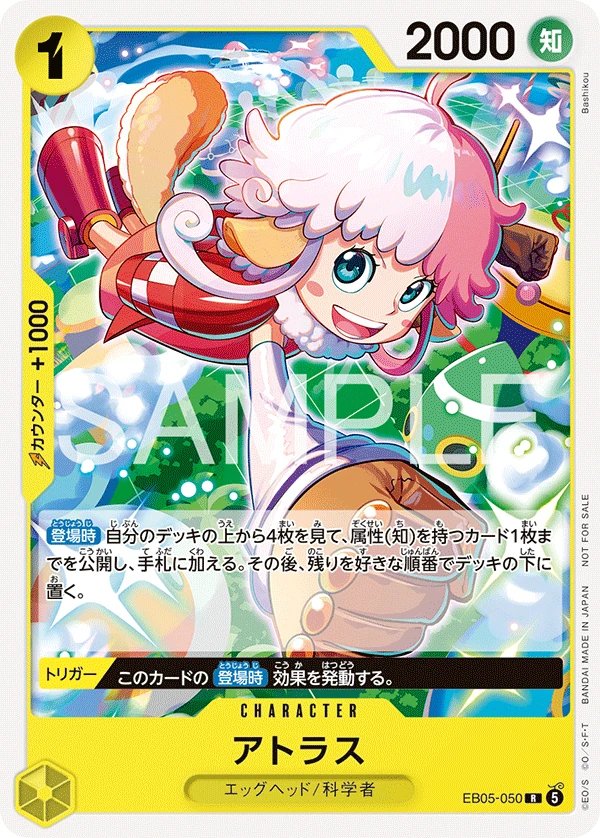 1
2000
知
Bashikou
カウンター +1000
SAMPLE
登場時 自分のデッキの上から4枚を見て、属性(知)を持つカード1枚ま
でを公開し、手札に加える。その後、残りを好きな順番でデッキの下に
置く。
トリガー このカードの 登場時 効果を発動する。
CHARACTER
アトラス
エッグヘッド/科学者
EB05-050 R 5
©E.O/S ©O/S・F・T BANDAI MADE IN JAPAN NOT FOR SALE